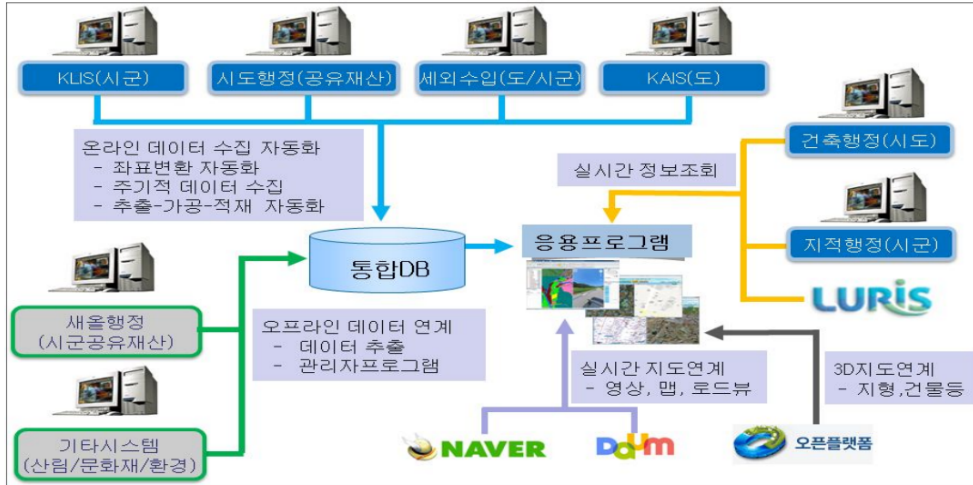 KLIS(시군)
시도행정(공유재산)
세외수입(도/시군)
KAIS(도)
온라인 데이터 수집 자동화
- 좌표변환 자동화
- 주기적 데이터 수집
- 추출-가공-적재 자동화
실시간 정보조회
건축행정(시도)
지적행정(시군)
LURIS
통합DB
응용프로그램
새올행정
(시군공유재산)
오프라인 데이터 연계
- 데이터 추출
- 관리자프로그램
실시간 지도연계
- 영상, 맵, 로드뷰
3D지도연계
- 지형,건물등
기타시스템
(산림/문화재/환경)
NAVER
Daum
오픈플랫폼